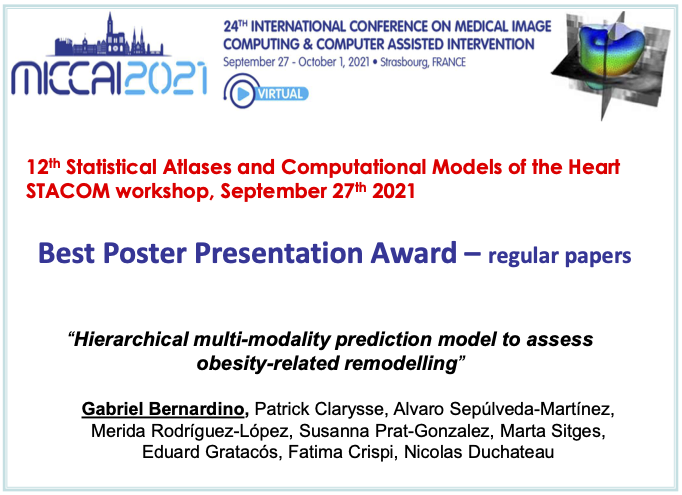 MICCAI2021
24TH INTERNATIONAL CONFERENCE ON MEDICAL IMAGE
COMPUTING & COMPUTER ASSISTED INTERVENTION
September 27 - October 1, 2021 • Strasbourg, FRANCE
VIRTUAL
12th Statistical Atlases and Computational Models of the Heart
STACOM workshop, September 27th 2021
Best Poster Presentation Award – regular papers
“Hierarchical multi-modality prediction model to assess
obesity-related remodelling”
Gabriel Bernardino, Patrick Clarysse, Alvaro Sepúlveda-Martínez,
Merida Rodríguez-López, Susanna Prat-Gonzalez, Marta Sitges,
Eduard Gratacós, Fatima Crispi, Nicolas Duchateau